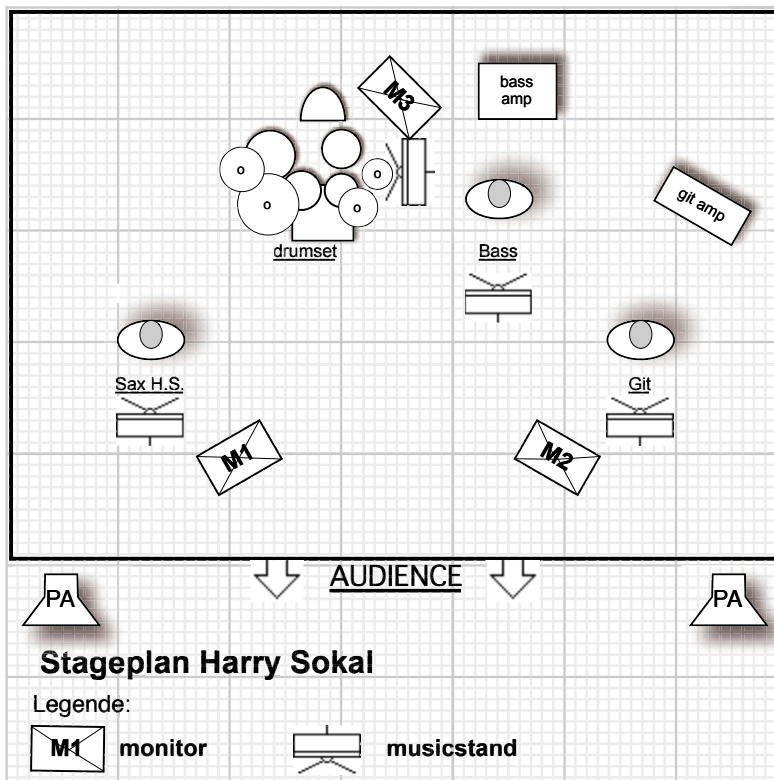 M3
bass
amp
git amp
drumset
Bass
Sax H.S.
Git
M1
M2
AUDIENCE
PA
PA
Stageplan Harry Sokal
Legende:
M1
monitor
musicstand